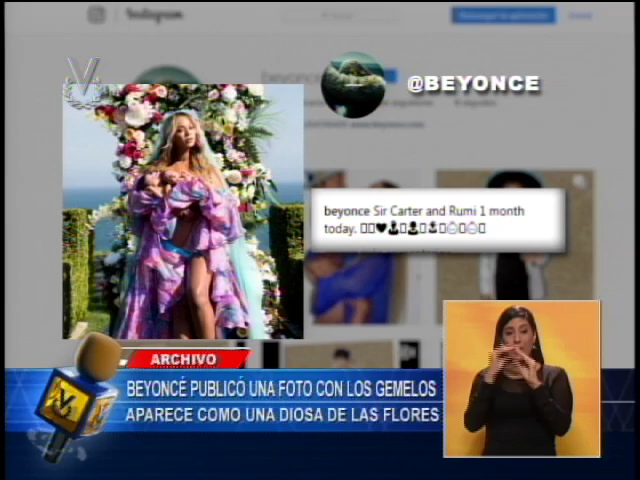 Instagram
@BEYONCE
beyonce Sir Carter and Rumi 1 month
today.
ARCHIVO
BEYONCÉ PUBLICÓ UNA FOTO CON LOS GEMELOS
APARECE COMO UNA DIOSA DE LAS FLORES